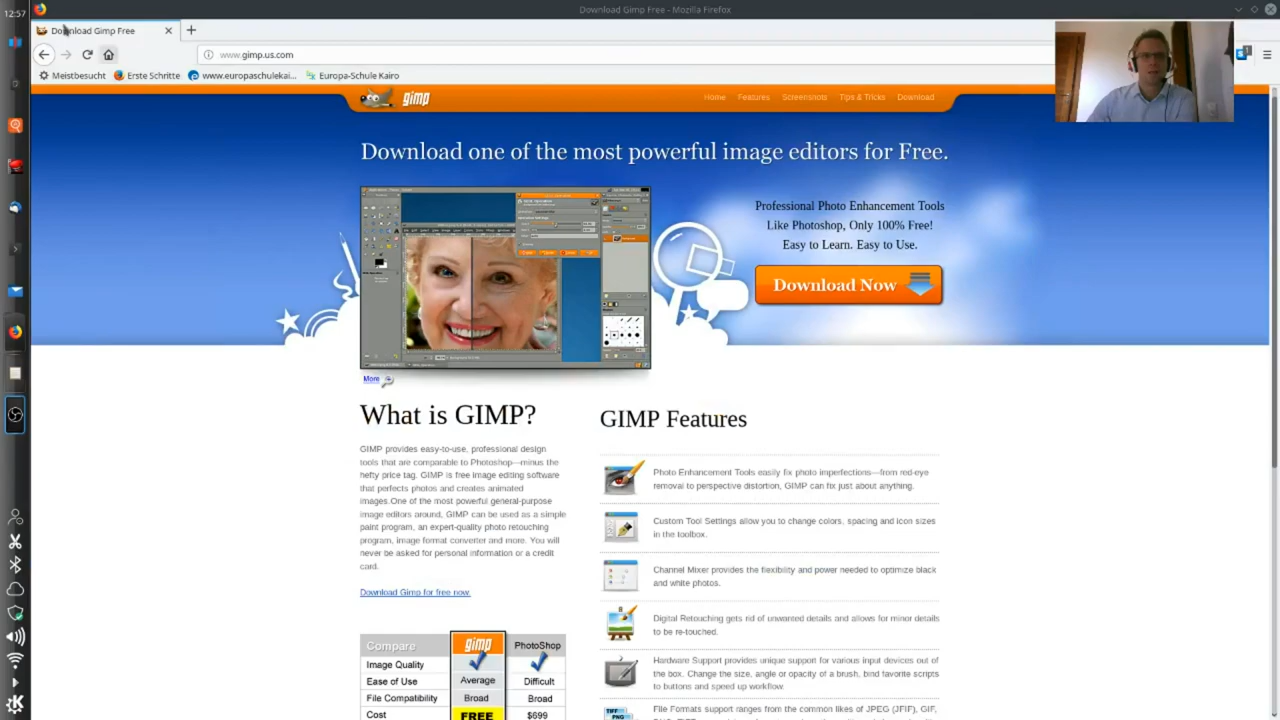 12:57
Download Gimp Free - Mozilla Firefox
Download Gimp Free
www.gimp.us.com
Meistbesucht
Erste Schritte
www.europaschulekai...
Europa-Schule Kairo
gimp
Home
Features
Screenshots
Tips & Tricks
Download
Download one of the most powerful image editors for Free.
Professional Photo Enhancement Tools
Like Photoshop, Only 100% Free!
Easy to Learn. Easy to Use.
Download Now
More
What is GIMP?
GIMP provides easy-to-use, professional design
tools that are comparable to Photoshop—minus the
hefty price tag. GIMP is free image editing software
that perfects photos and creates animated
images.One of the most powerful general-purpose
image editors around, GIMP can be used as a simple
paint program, an expert-quality photo retouching
program, image format converter and more. You will
never be asked for personal information or a credit
card.
Download Gimp for free now.
Compare
gimp
PhotoShop
Image Quality
Ease of Use
Average
Difficult
File Compatibility
Broad
Broad
Cost
FREE
$699
GIMP Features
Photo Enhancement Tools easily fix photo imperfections—from red-eye
removal to perspective distortion, GIMP can fix just about anything.
Custom Tool Settings allow you to change colors, spacing and icon sizes
in the toolbox.
Channel Mixer provides the flexibility and power needed to optimize black
and white photos.
Digital Retouching gets rid of unwanted details and allows for minor details
to be re-touched.
Hardware Support provides unique support for various input devices out of
the box. Change the size, angle or opacity of a brush, bind favorite scripts
to buttons and speed up workflow.
TIFF
PNG
File Formats support ranges from the common likes of JPEG (JFIF), GIF,